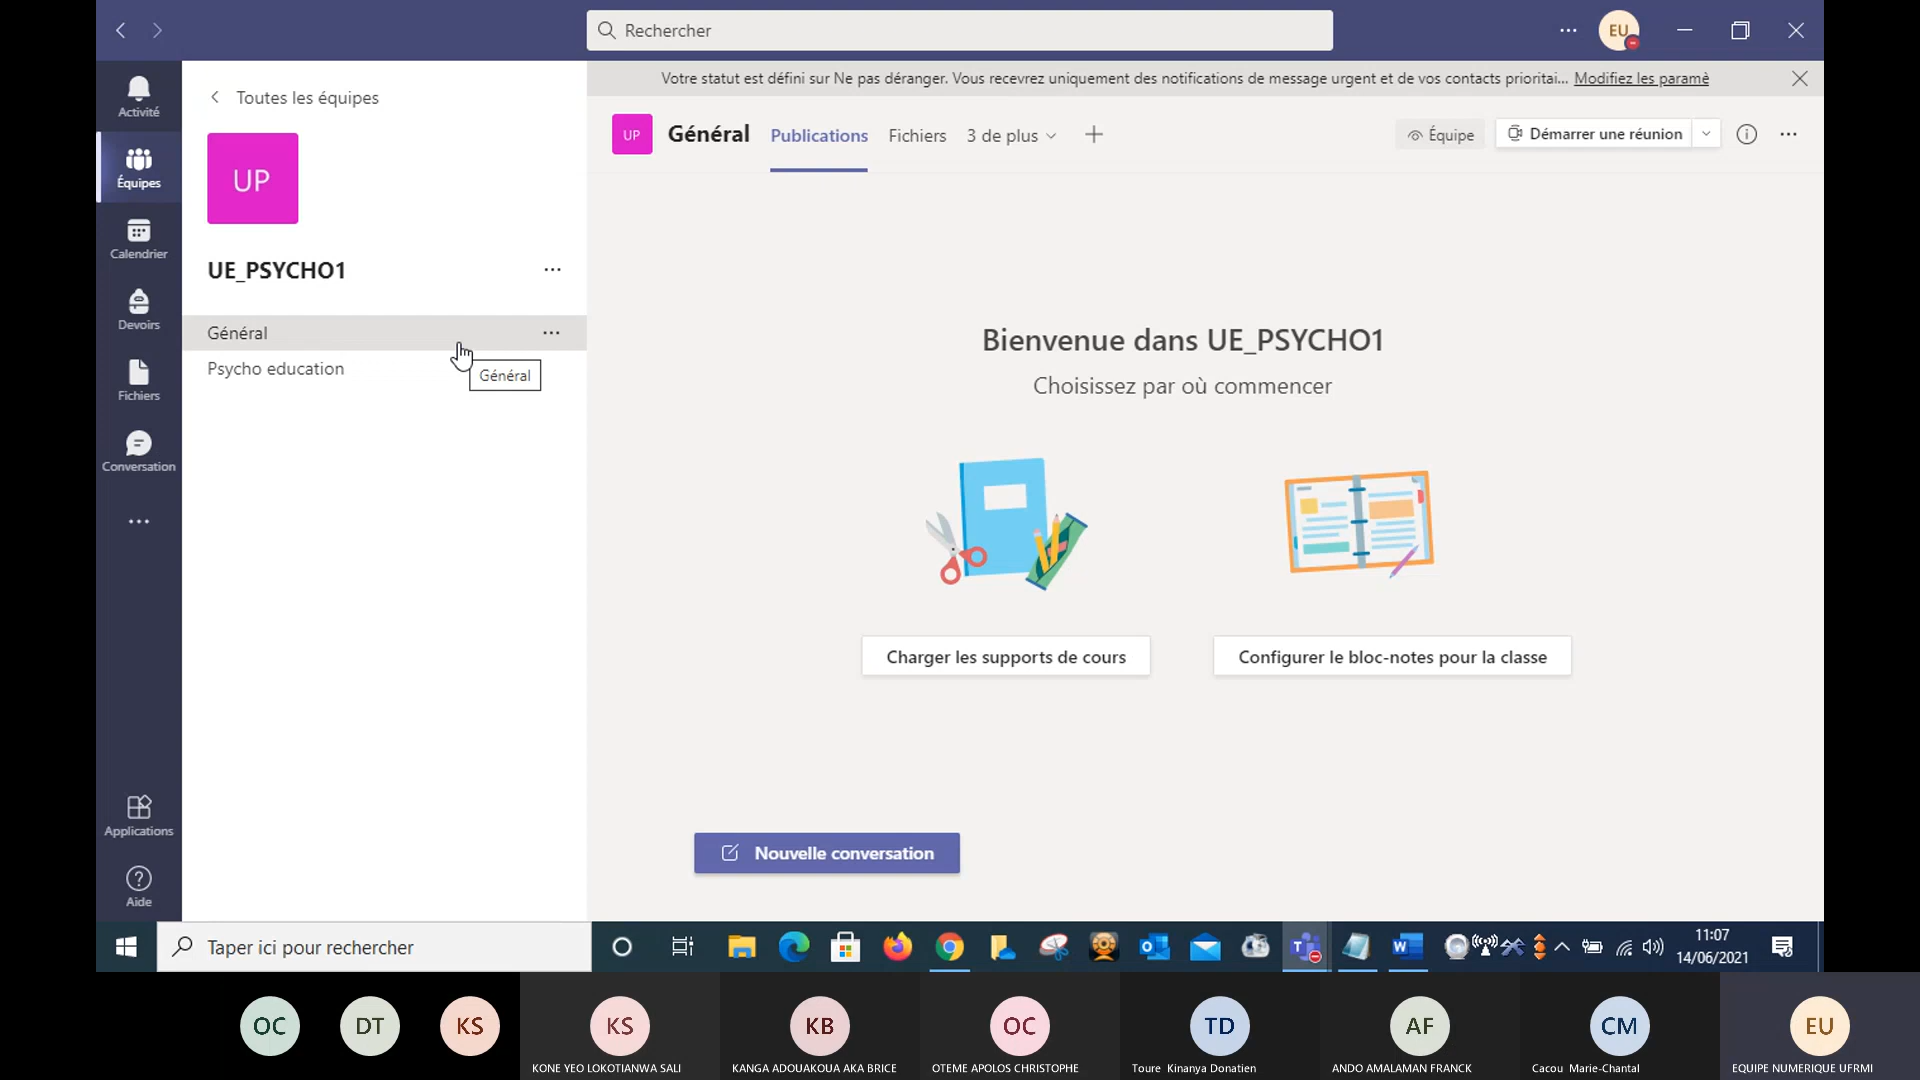 Rechercher
EU
Activité
Équipes
Calendrier
Devoirs
Fichiers
Conversation
Applications
Aide
Toutes les équipes
UP
UE_PSYCHO1
Général
Psycho education
Général
Votre statut est défini sur Ne pas déranger. Vous recevrez uniquement des notifications de message urgent et de vos contacts prioritai... Modifiez les paramè
UP
Général
Publications
Fichiers
3 de plus
Équipe
Démarrer une réunion
Bienvenue dans UE_PSYCHO1
Choisissez par où commencer
Charger les supports de cours
Configurer le bloc-notes pour la classe
Nouvelle conversation
Taper ici pour rechercher
11:07
14/06/2021
OC
DT
KS
KS
KONE YEO LOKOTIANWA SALI
KB
KANGA ADOUAKOUA AKA BRICE
OC
OTEME APOLOS CHRISTOPHE
TD
Toure Kinanya Donatien
AF
ANDO AMALAMAN FRANCK
CM
Cacou Marie-Chantal
EU
EQUIPE NUMERIQUE UFRMI